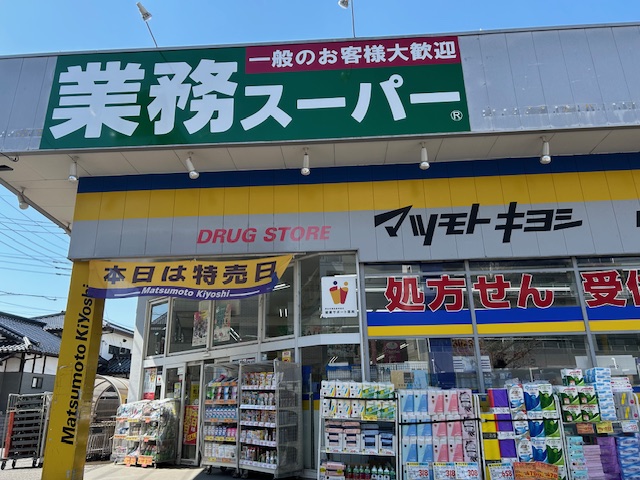 一般のお客様大歓迎
業務スーパー®
DRUG STORE
マツモトキヨシ
本日は特売日
Matsumoto Kiyoshi
処方せん
受
Matsumoto KiYoshi